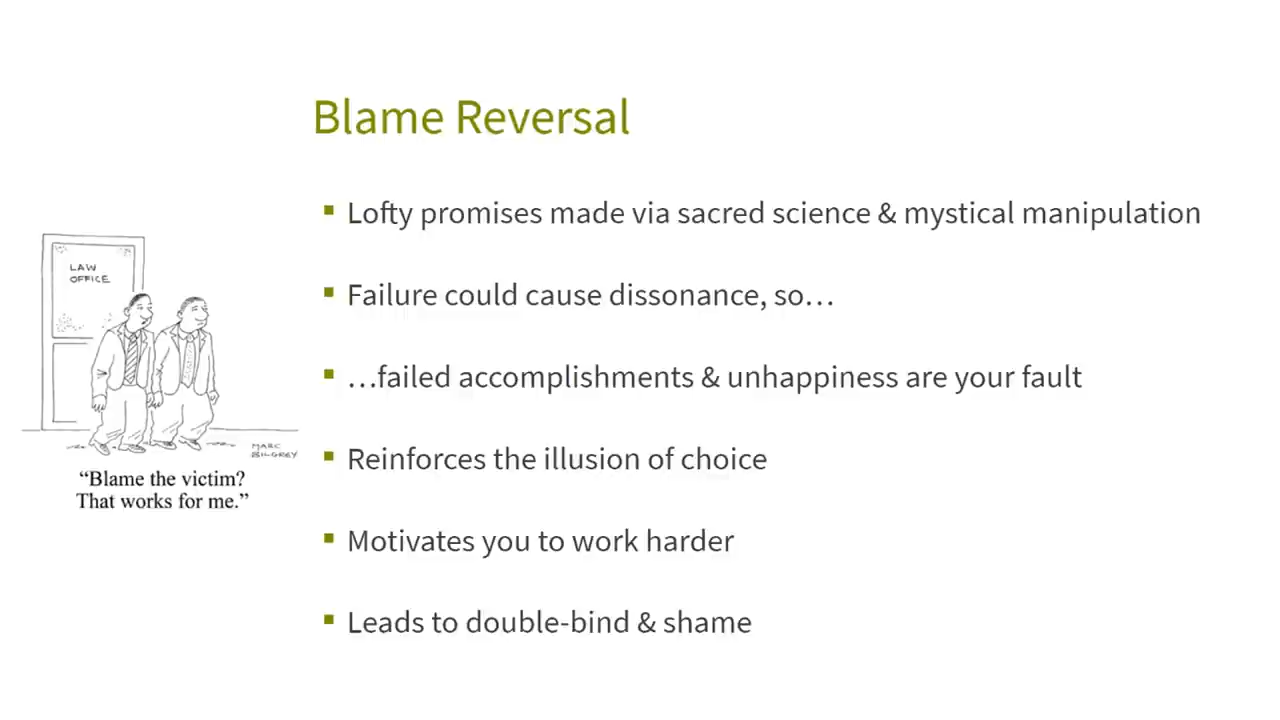 Blame Reversal
Lofty promises made via sacred science & mystical manipulation
Failure could cause dissonance, so…
…failed accomplishments & unhappiness are your fault
Reinforces the illusion of choice
Motivates you to work harder
Leads to double-bind & shame
LAW
OFFICE
MARC
BILGREY
“Blame the victim?
That works for me.”